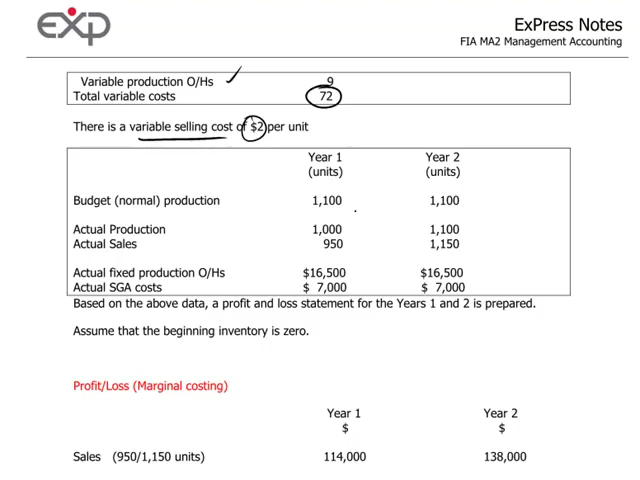 exp
ExPress Notes
FIA MA2 Management Accounting
Variable production O/Hs 9
Total variable costs 72
There is a variable selling cost of $2 per unit
Year 1 Year 2
(units) (units)
Budget (normal) production 1,100 1,100
Actual Production 1,000 1,100
Actual Sales 950 1,150
Actual fixed production O/Hs $16,500 $16,500
Actual SGA costs $ 7,000 $ 7,000
Based on the above data, a profit and loss statement for the Years 1 and 2 is prepared.
Assume that the beginning inventory is zero.
Profit/Loss (Marginal costing)
Year 1 Year 2
$ $
Sales (950/1,150 units) 114,000 138,000